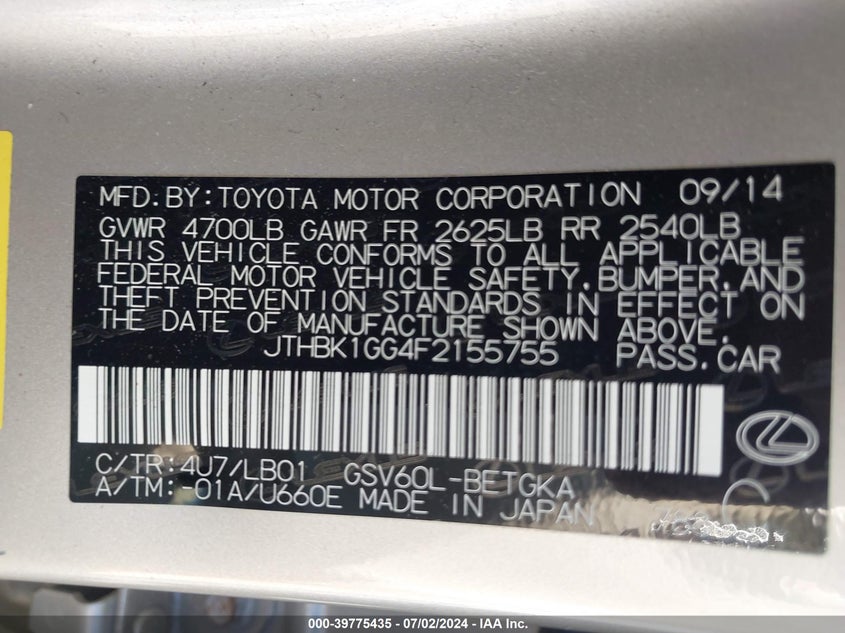 MFD.BY:TOYOTA MOTOR CORPORATION 09/14
GVWR 4700LB GAWR FR 2625LB RR 2540LB
THIS VEHICLE CONFORMS TO ALL APPLICABLE
FEDERAL MOTOR VEHICLE SAFETY,BUMPER,AND
THEFT PREVENTION STANDARDS IN EFFECT ON
THE DATE OF MANUFACTURE SHOWN ABOVE.
JTHBK1GG4F2155755 PASS.CAR
C/TR:4U7/LB01 GSV60L-BETGKA
A/TM:-01A/U660E MADE IN JAPAN
000-39775435 - 07/02/2024 - IAA Inc.